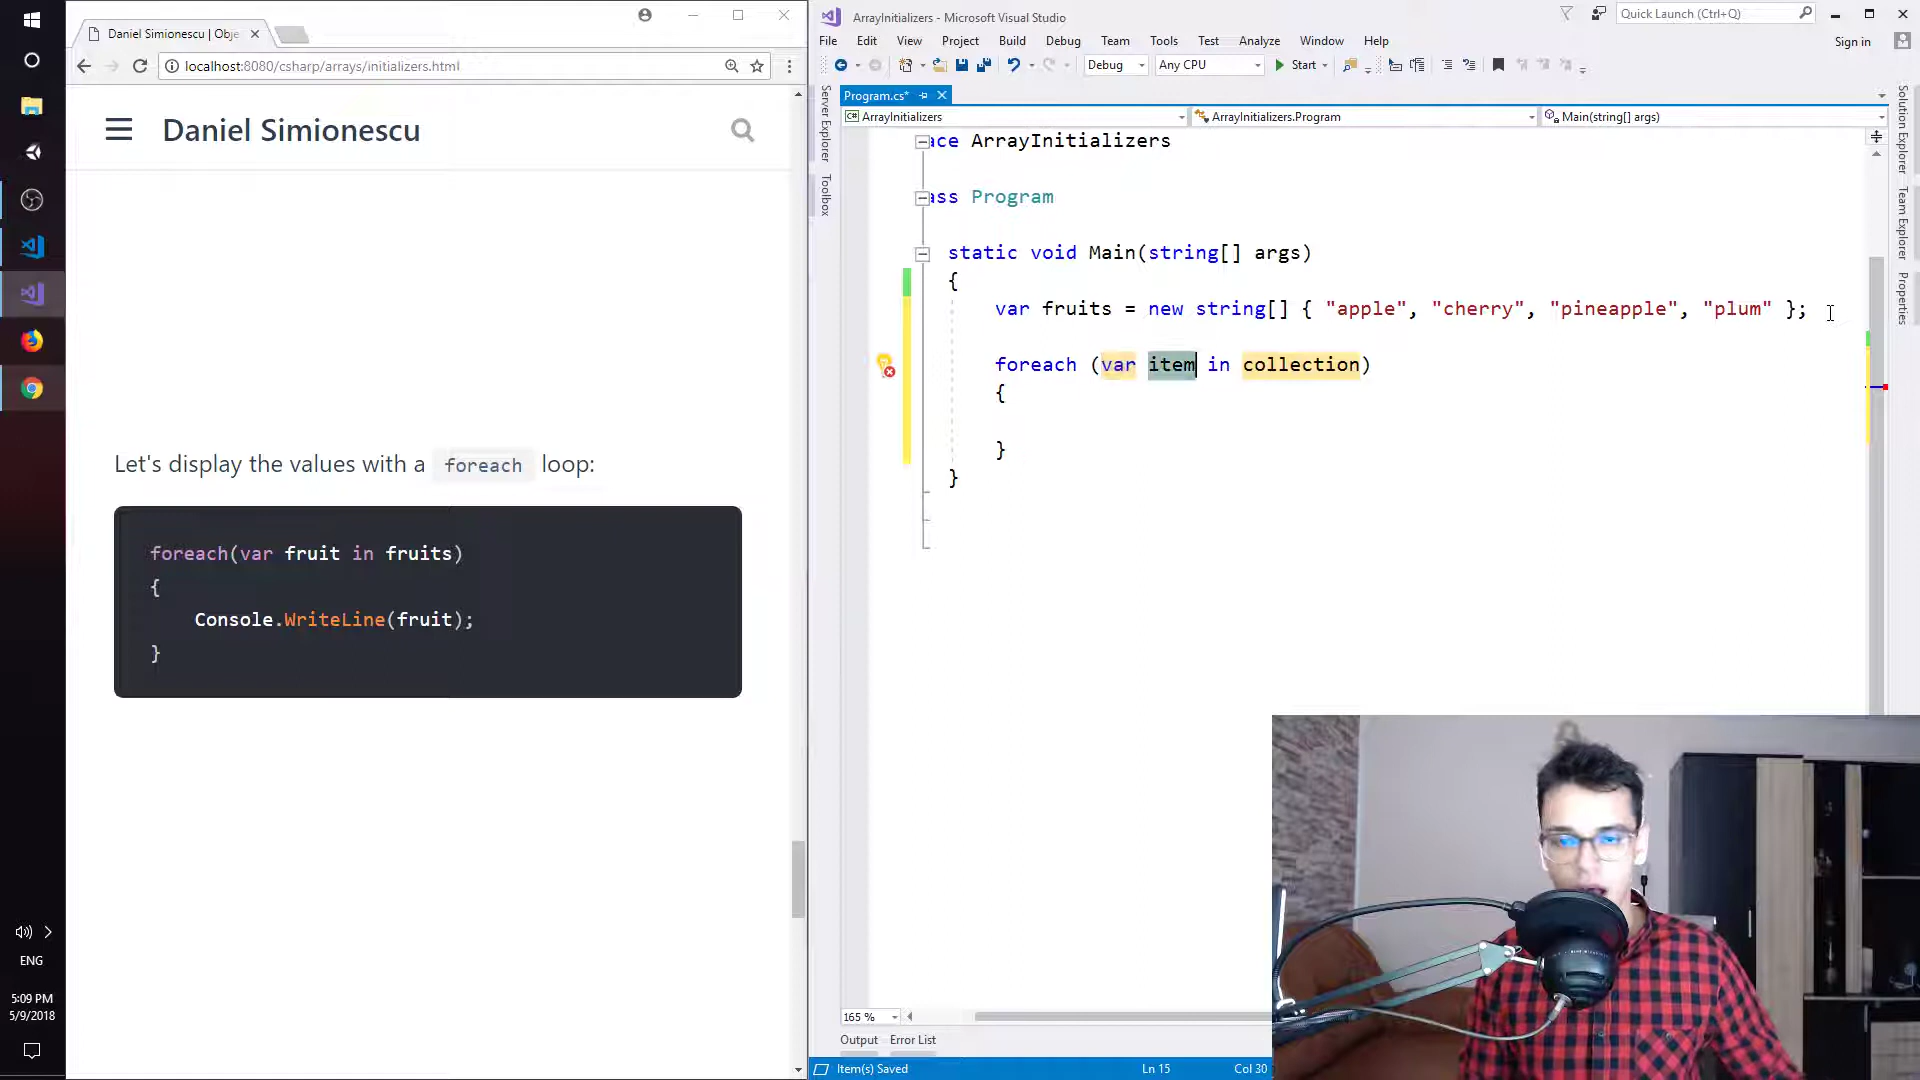 Daniel Simionescu | Obje
localhost:8080/csharp/arrays/initializers.html
Daniel Simionescu
Let's display the values with a foreach loop:
foreach(var fruit in fruits)
{
Console.WriteLine(fruit);
}
ENG
5:09 PM
5/9/2018
ArrayInitializers - Microsoft Visual Studio
Quick Launch (Ctrl+Q)
File Edit View Project Build Debug Team Tools Test Analyze Window Help
Sign in
Debug Any CPU Start
Program.cs*
ArrayInitializers ArrayInitializers.Program Main(string[] args)
Server Explorer
Toolbox
ace ArrayInitializers
ass Program
static void Main(string[] args)
{
var fruits = new string[] { "apple", "cherry", "pineapple", "plum" };
foreach (var item in collection)
{
}
}
Solution Explorer
Team Explorer
Properties
165 %
Output Error List
Item(s) Saved Ln 15 Col 30